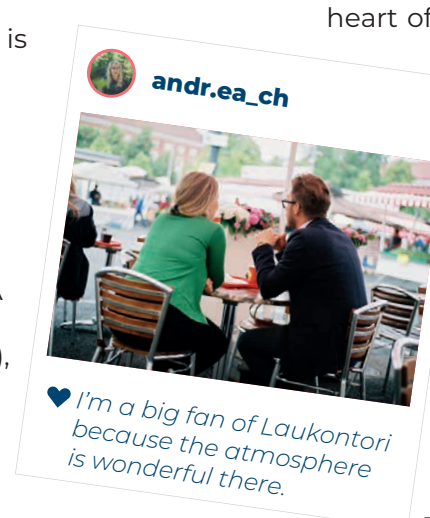 heart of
is
andr.ea_ch
I'm a big fan of Laukontori
because the atmosphere
is wonderful there.
),